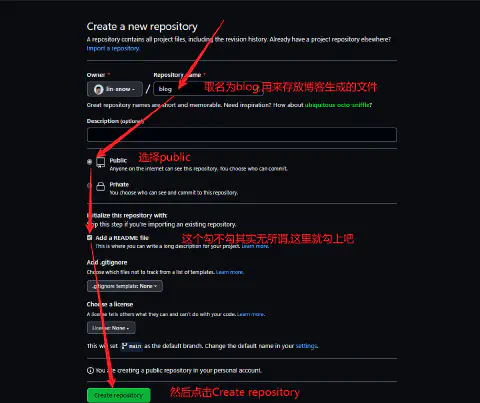 Create a new repository
A repository contains all project files, including the revision history. Already have a project repository elsewhere?
Import a repository.
Owner * Repository name *
lin-snow / blog
取名为blog,用来存放博客生成的文件
Great repository names are short and memorable. Need inspiration? How about ubiquitous-octo-sniffle?
Description (optional)
Public
选择public
Anyone on the internet can see this repository. You choose who can commit.
Private
You choose who can see and commit to this repository.
Initialize this repository with:
Skip this step if you're importing an existing repository.
Add a README file
这个勾不勾其实无所谓,这里就勾上吧
This is where you can write a long description for your project. Learn more.
Add .gitignore
Choose which files not to track from a list of templates. Learn more.
.gitignore template: None
Choose a license
A license tells others what they can and can't do with your code. Learn more.
License: None
This will set main as the default branch. Change the default name in your settings.
You are creating a public repository in your personal account.
Create repository
然后点击Create repository